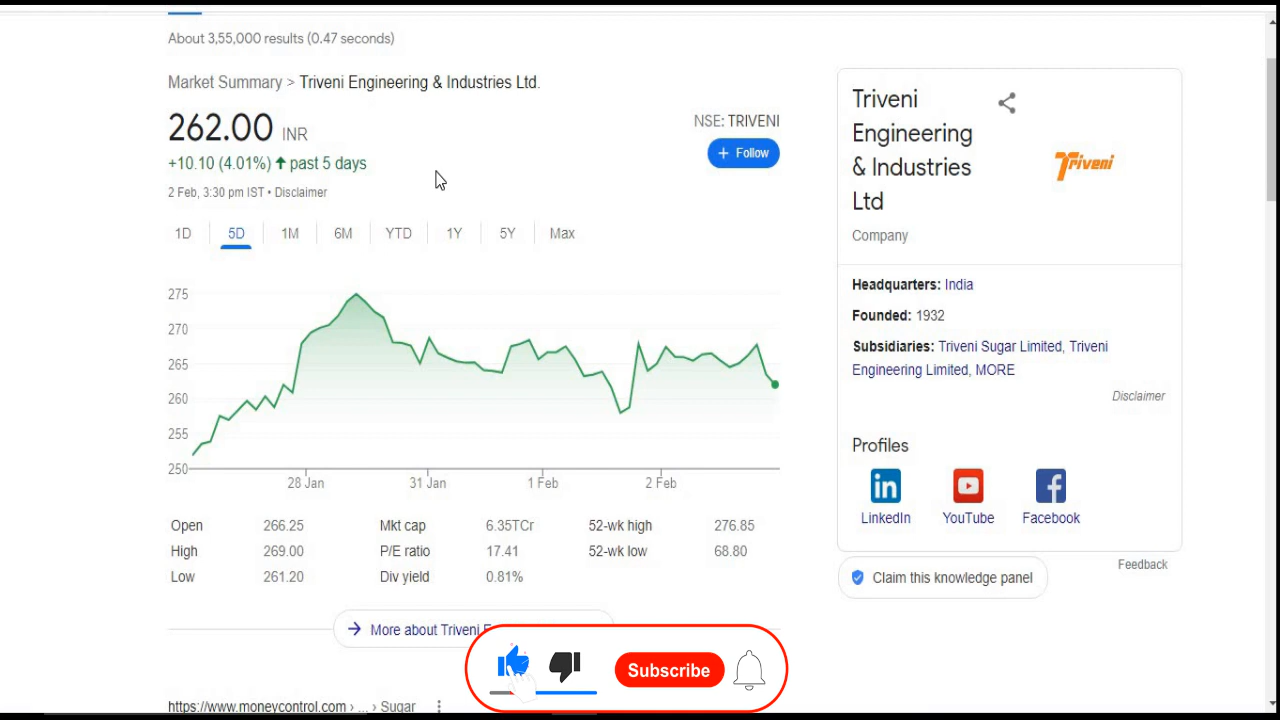 About 3,55,000 results (0.47 seconds)
Market Summary > Triveni Engineering & Industries Ltd.
262.00 INR
+10.10 (4.01%) ↑ past 5 days
2 Feb, 3:30 pm IST • Disclaimer
NSE: TRIVENI
+ Follow
1D 5D 1M 6M YTD 1Y 5Y Max
275
270
265
260
255
250
28 Jan 31 Jan 1 Feb 2 Feb
Open 266.25 Mkt cap 6.35TCr 52-wk high 276.85
High 269.00 P/E ratio 17.41 52-wk low 68.80
Low 261.20 Div yield 0.81%
→ More about Triveni
https://www.moneycontrol.com › ... › Sugar
Triveni
Engineering
& Industries
Ltd
Triveni
Company
Headquarters: India
Founded: 1932
Subsidiaries: Triveni Sugar Limited, Triveni
Engineering Limited, MORE
Disclaimer
Profiles
in
LinkedIn YouTube Facebook
Feedback
Claim this knowledge panel
Subscribe